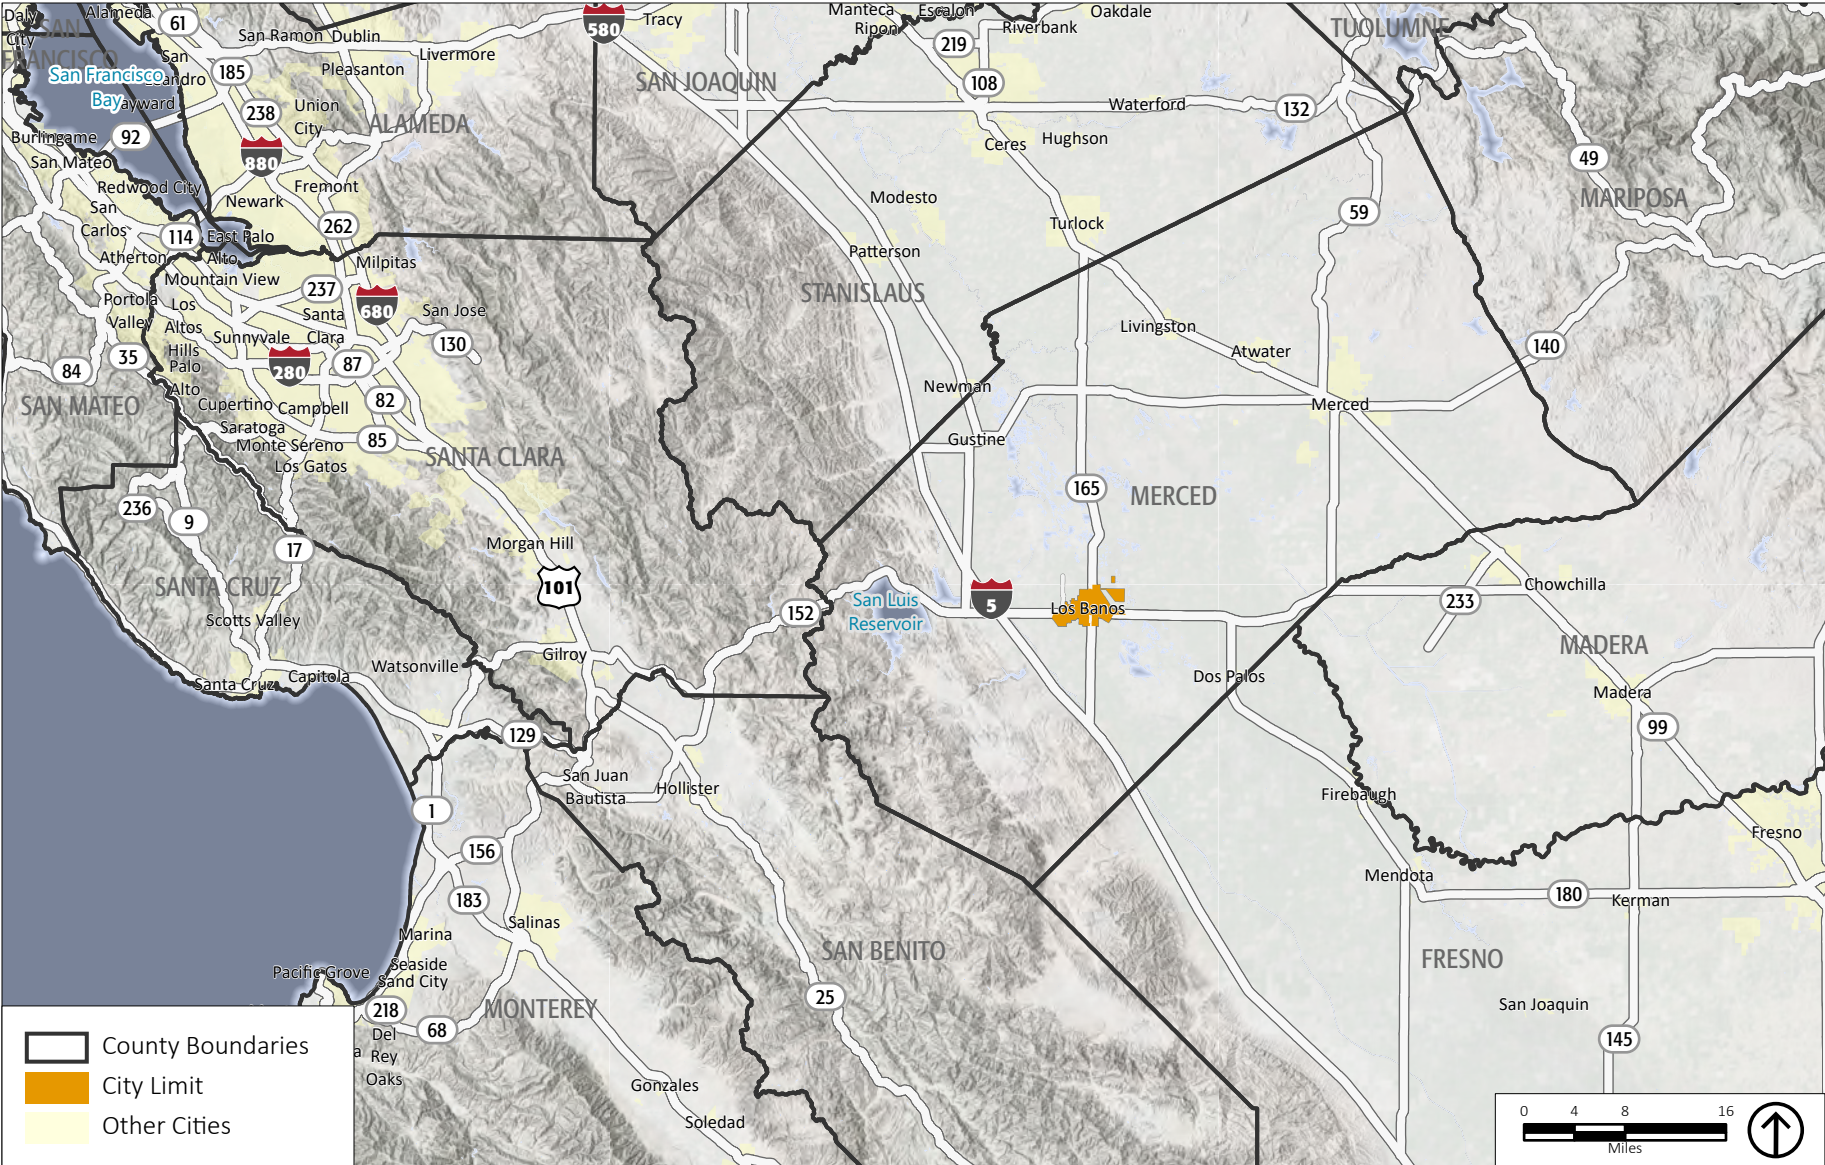 Daly
City
SAN
FRANCISCO
Alameda
61
San Ramon
Dublin
580
Tracy
Manteca
Escalon
Ripon
Riverbank
Oakdale
TUOLUMNE
San
Leandro
185
Pleasanton
Livermore
219
San Francisco
Bay
Hayward
238
Union
City
ALAMEDA
SAN JOAQUIN
108
Waterford
132
Burlingame
92
880
Ceres
Hughson
49
San Mateo
Redwood City
Fremont
Newark
Modesto
MARIPOSA
San
Carlos
114
East Palo
Alto
262
Turlock
59
Atherton
Mountain View
Milpitas
Patterson
237
STANISLAUS
Portola
Valley
Los
Altos
Hills
Santa
Clara
680
San Jose
Livingston
Sunnyvale
130
Atwater
140
84
35
Palo
Alto
280
87
Newman
SAN MATEO
Cupertino
Campbell
82
Merced
Saratoga
85
Gustine
Monte Sereno
Los Gatos
SANTA CLARA
165
MERCED
236
9
17
Morgan Hill
101
SANTA CRUZ
San Luis
Reservoir
5
Los Banos
233
Chowchilla
Scotts Valley
152
MADERA
Gilroy
Watsonville
Santa Cruz
Capitola
Dos Palos
Madera
129
99
San Juan
Bautista
Hollister
Firebaugh
1
156
Fresno
Mendota
183
180
Kerman
Salinas
Marina
SAN BENITO
FRESNO
Seaside
Sand City
Pacific Grove
25
San Joaquin
218
68
MONTEREY
145
Del
Rey
Oaks
a
Gonzales
Soledad
County Boundaries
City Limit
Other Cities
0 4 8 16
Miles